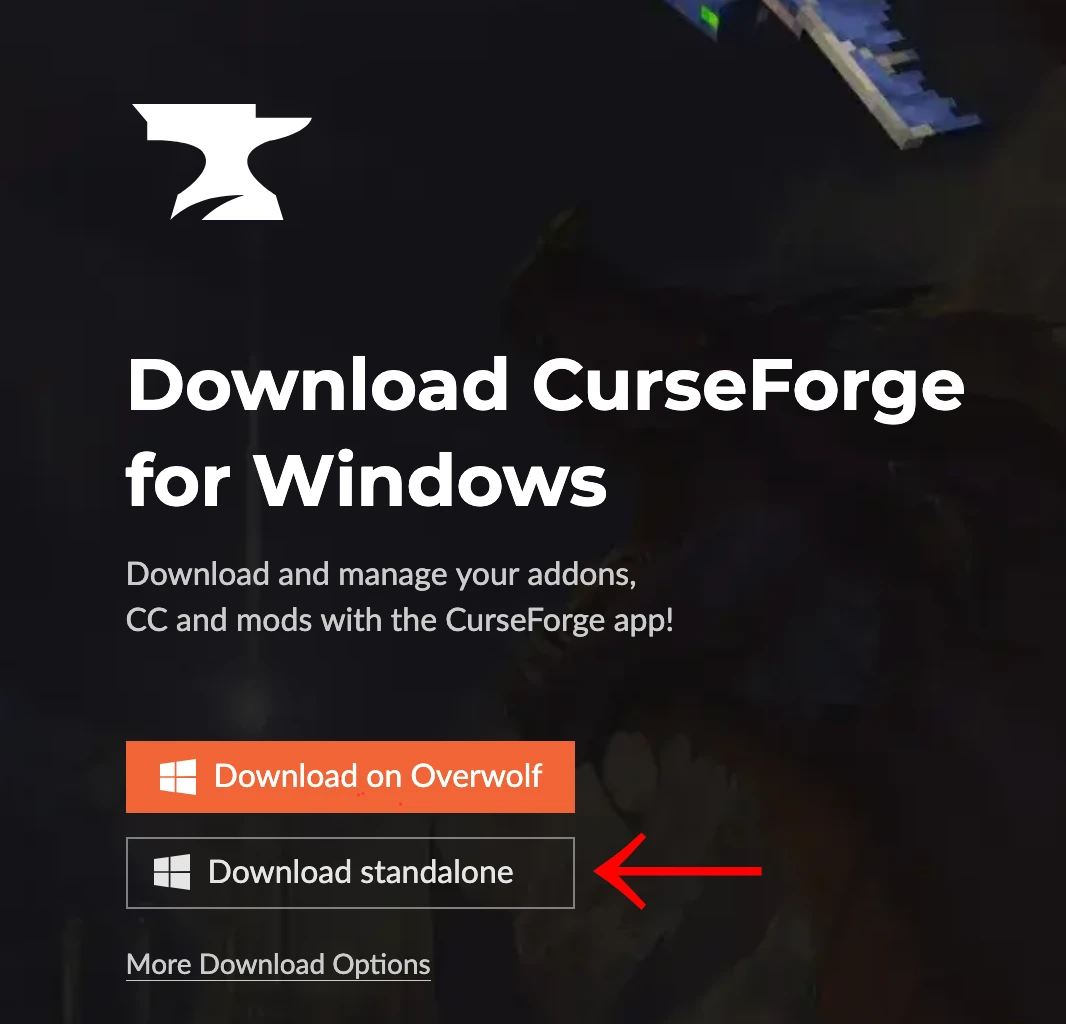 Download CurseForge
for Windows
Download and manage your addons,
CC and mods with the CurseForge app!
Download on Overwolf
Download standalone
More Download Options